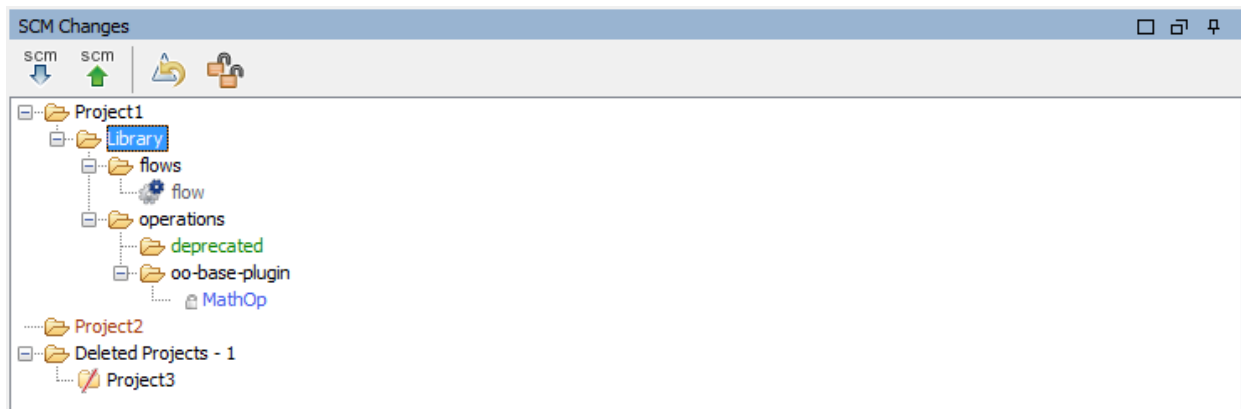 SCM Changes
scm scm
Project1
Library
flows
flow
operations
deprecated
oo-base-plugin
MathOp
Project2
Deleted Projects - 1
Project3